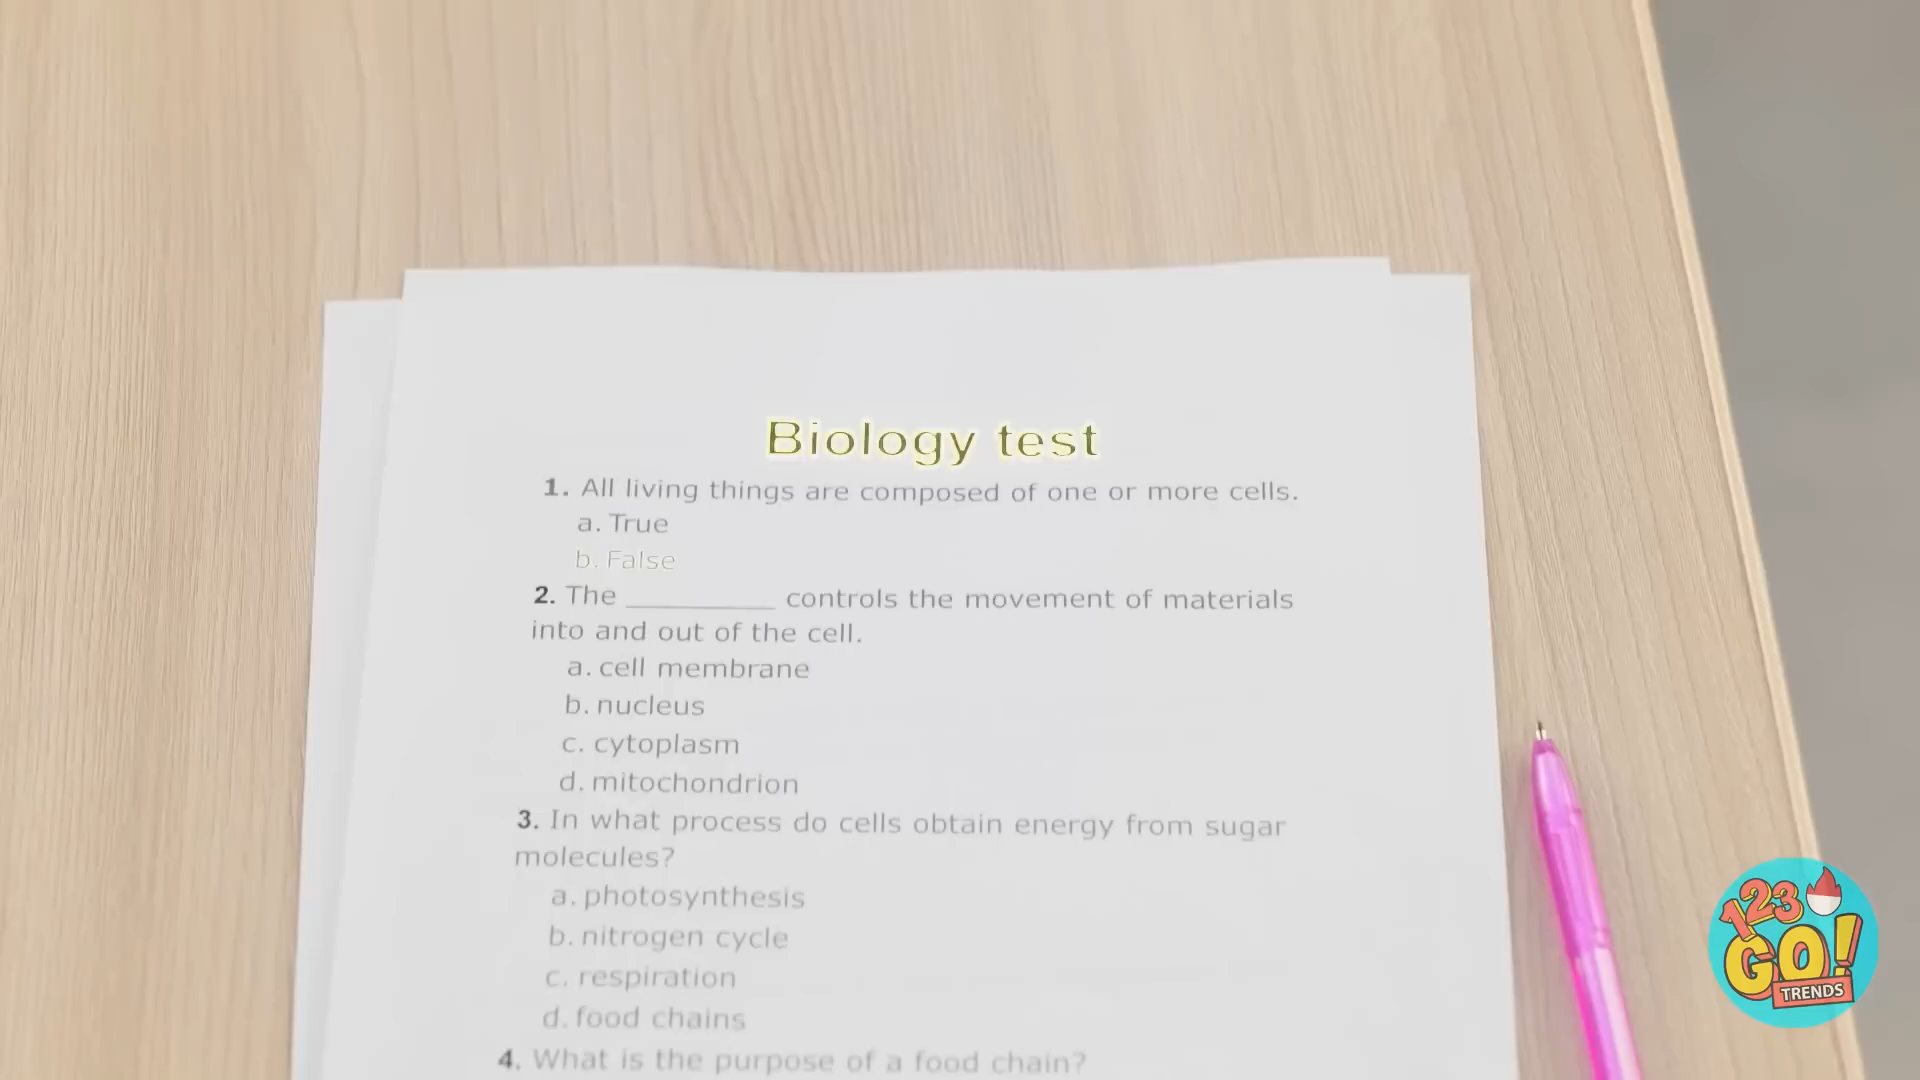 Biology test
1. All living things are composed of one or more cells.
a. True
b. False
2. The __________ controls the movement of materials
into and out of the cell.
a. cell membrane
b. nucleus
c. cytoplasm
d. mitochondrion
3. In what process do cells obtain energy from sugar
molecules?
a. photosynthesis
b. nitrogen cycle
c. respiration
d. food chains
4. What is the purpose of a food chain?
123
GO!
TRENDS